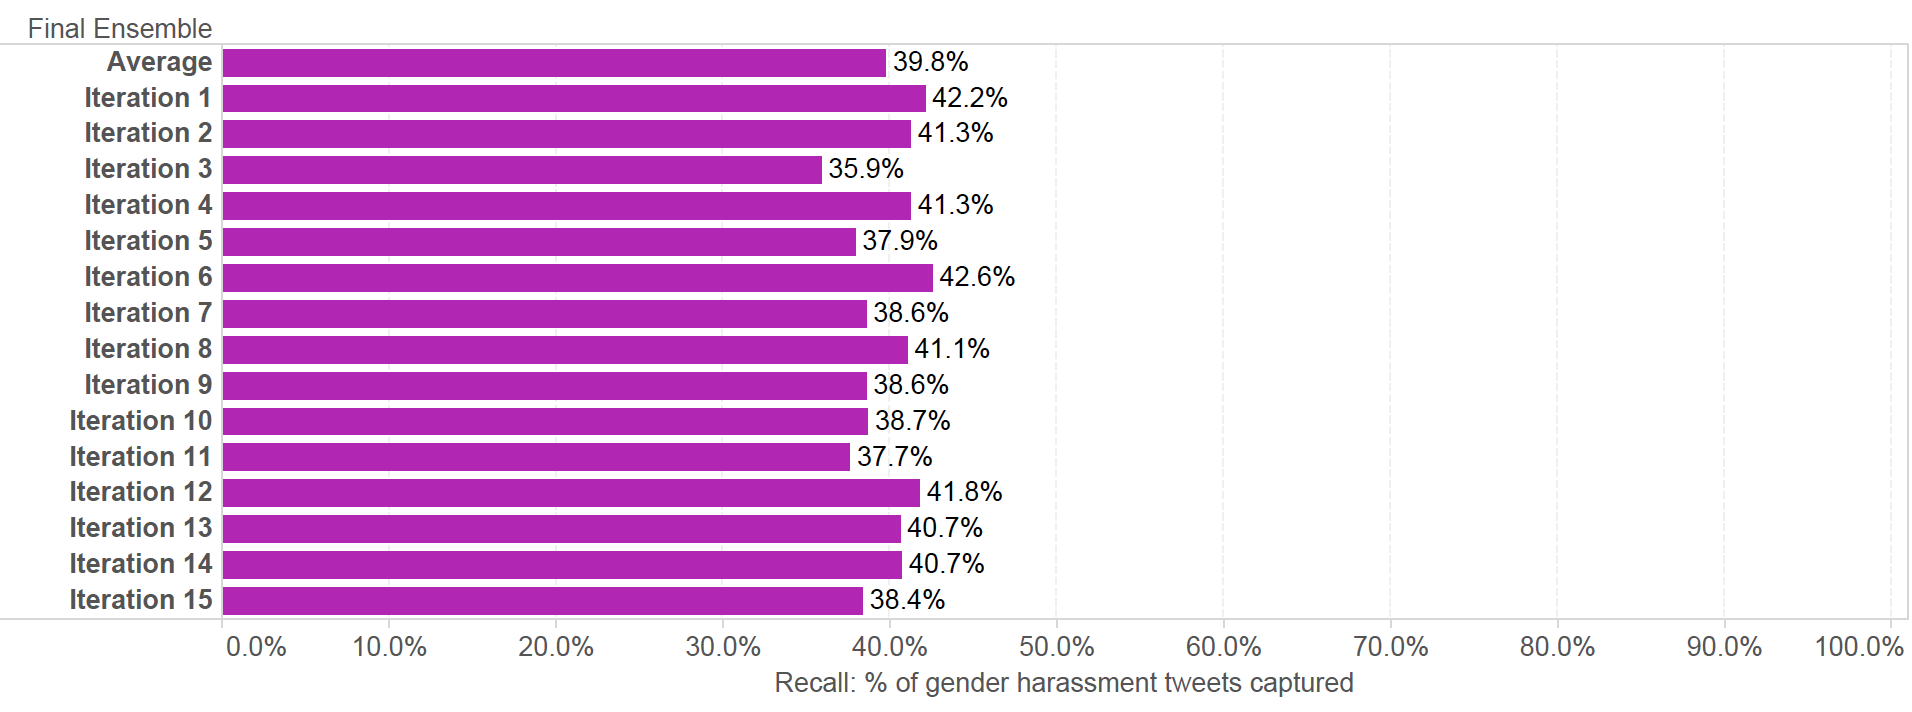 Final Ensemble
Average 39.8%
Iteration 1 42.2%
Iteration 2 41.3%
Iteration 3 35.9%
Iteration 4 41.3%
Iteration 5 37.9%
Iteration 6 42.6%
Iteration 7 38.6%
Iteration 8 41.1%
Iteration 9 38.6%
Iteration 10 38.7%
Iteration 11 37.7%
Iteration 12 41.8%
Iteration 13 40.7%
Iteration 14 40.7%
Iteration 15 38.4%
0.0% 10.0% 20.0% 30.0% 40.0% 50.0% 60.0% 70.0% 80.0% 90.0% 100.0%
Recall: % of gender harassment tweets captured